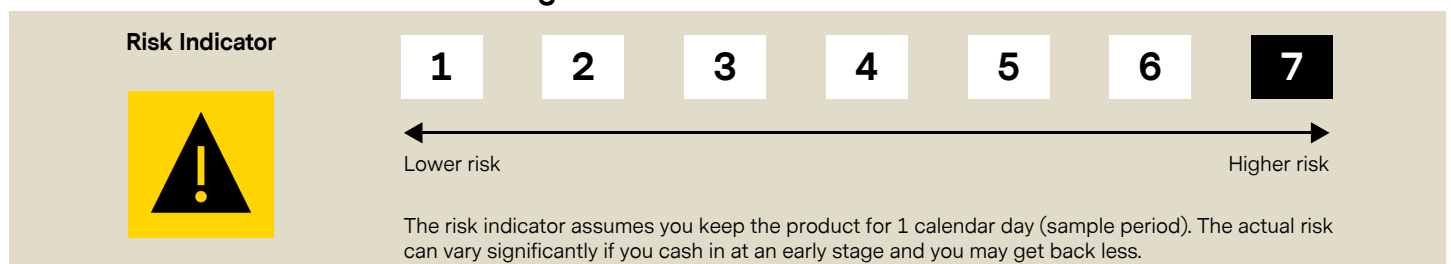 Risk Indicator
1 2 3 4 5 6 7
Lower risk Higher risk
The risk indicator assumes you keep the product for 1 calendar day (sample period). The actual risk
can vary significantly if you cash in at an early stage and you may get back less.